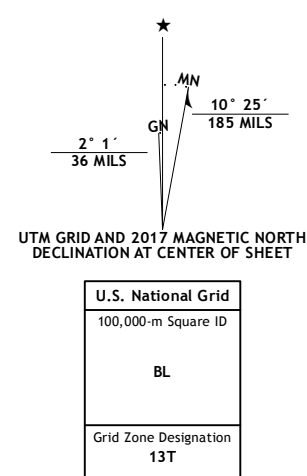 ★
MN
10° 25´
185 MILS
GN
2° 1´
36 MILS
UTM GRID AND 2017 MAGNETIC NORTH
DECLINATION AT CENTER OF SHEET
U.S. National Grid
100,000-m Square ID
BL
Grid Zone Designation
13T